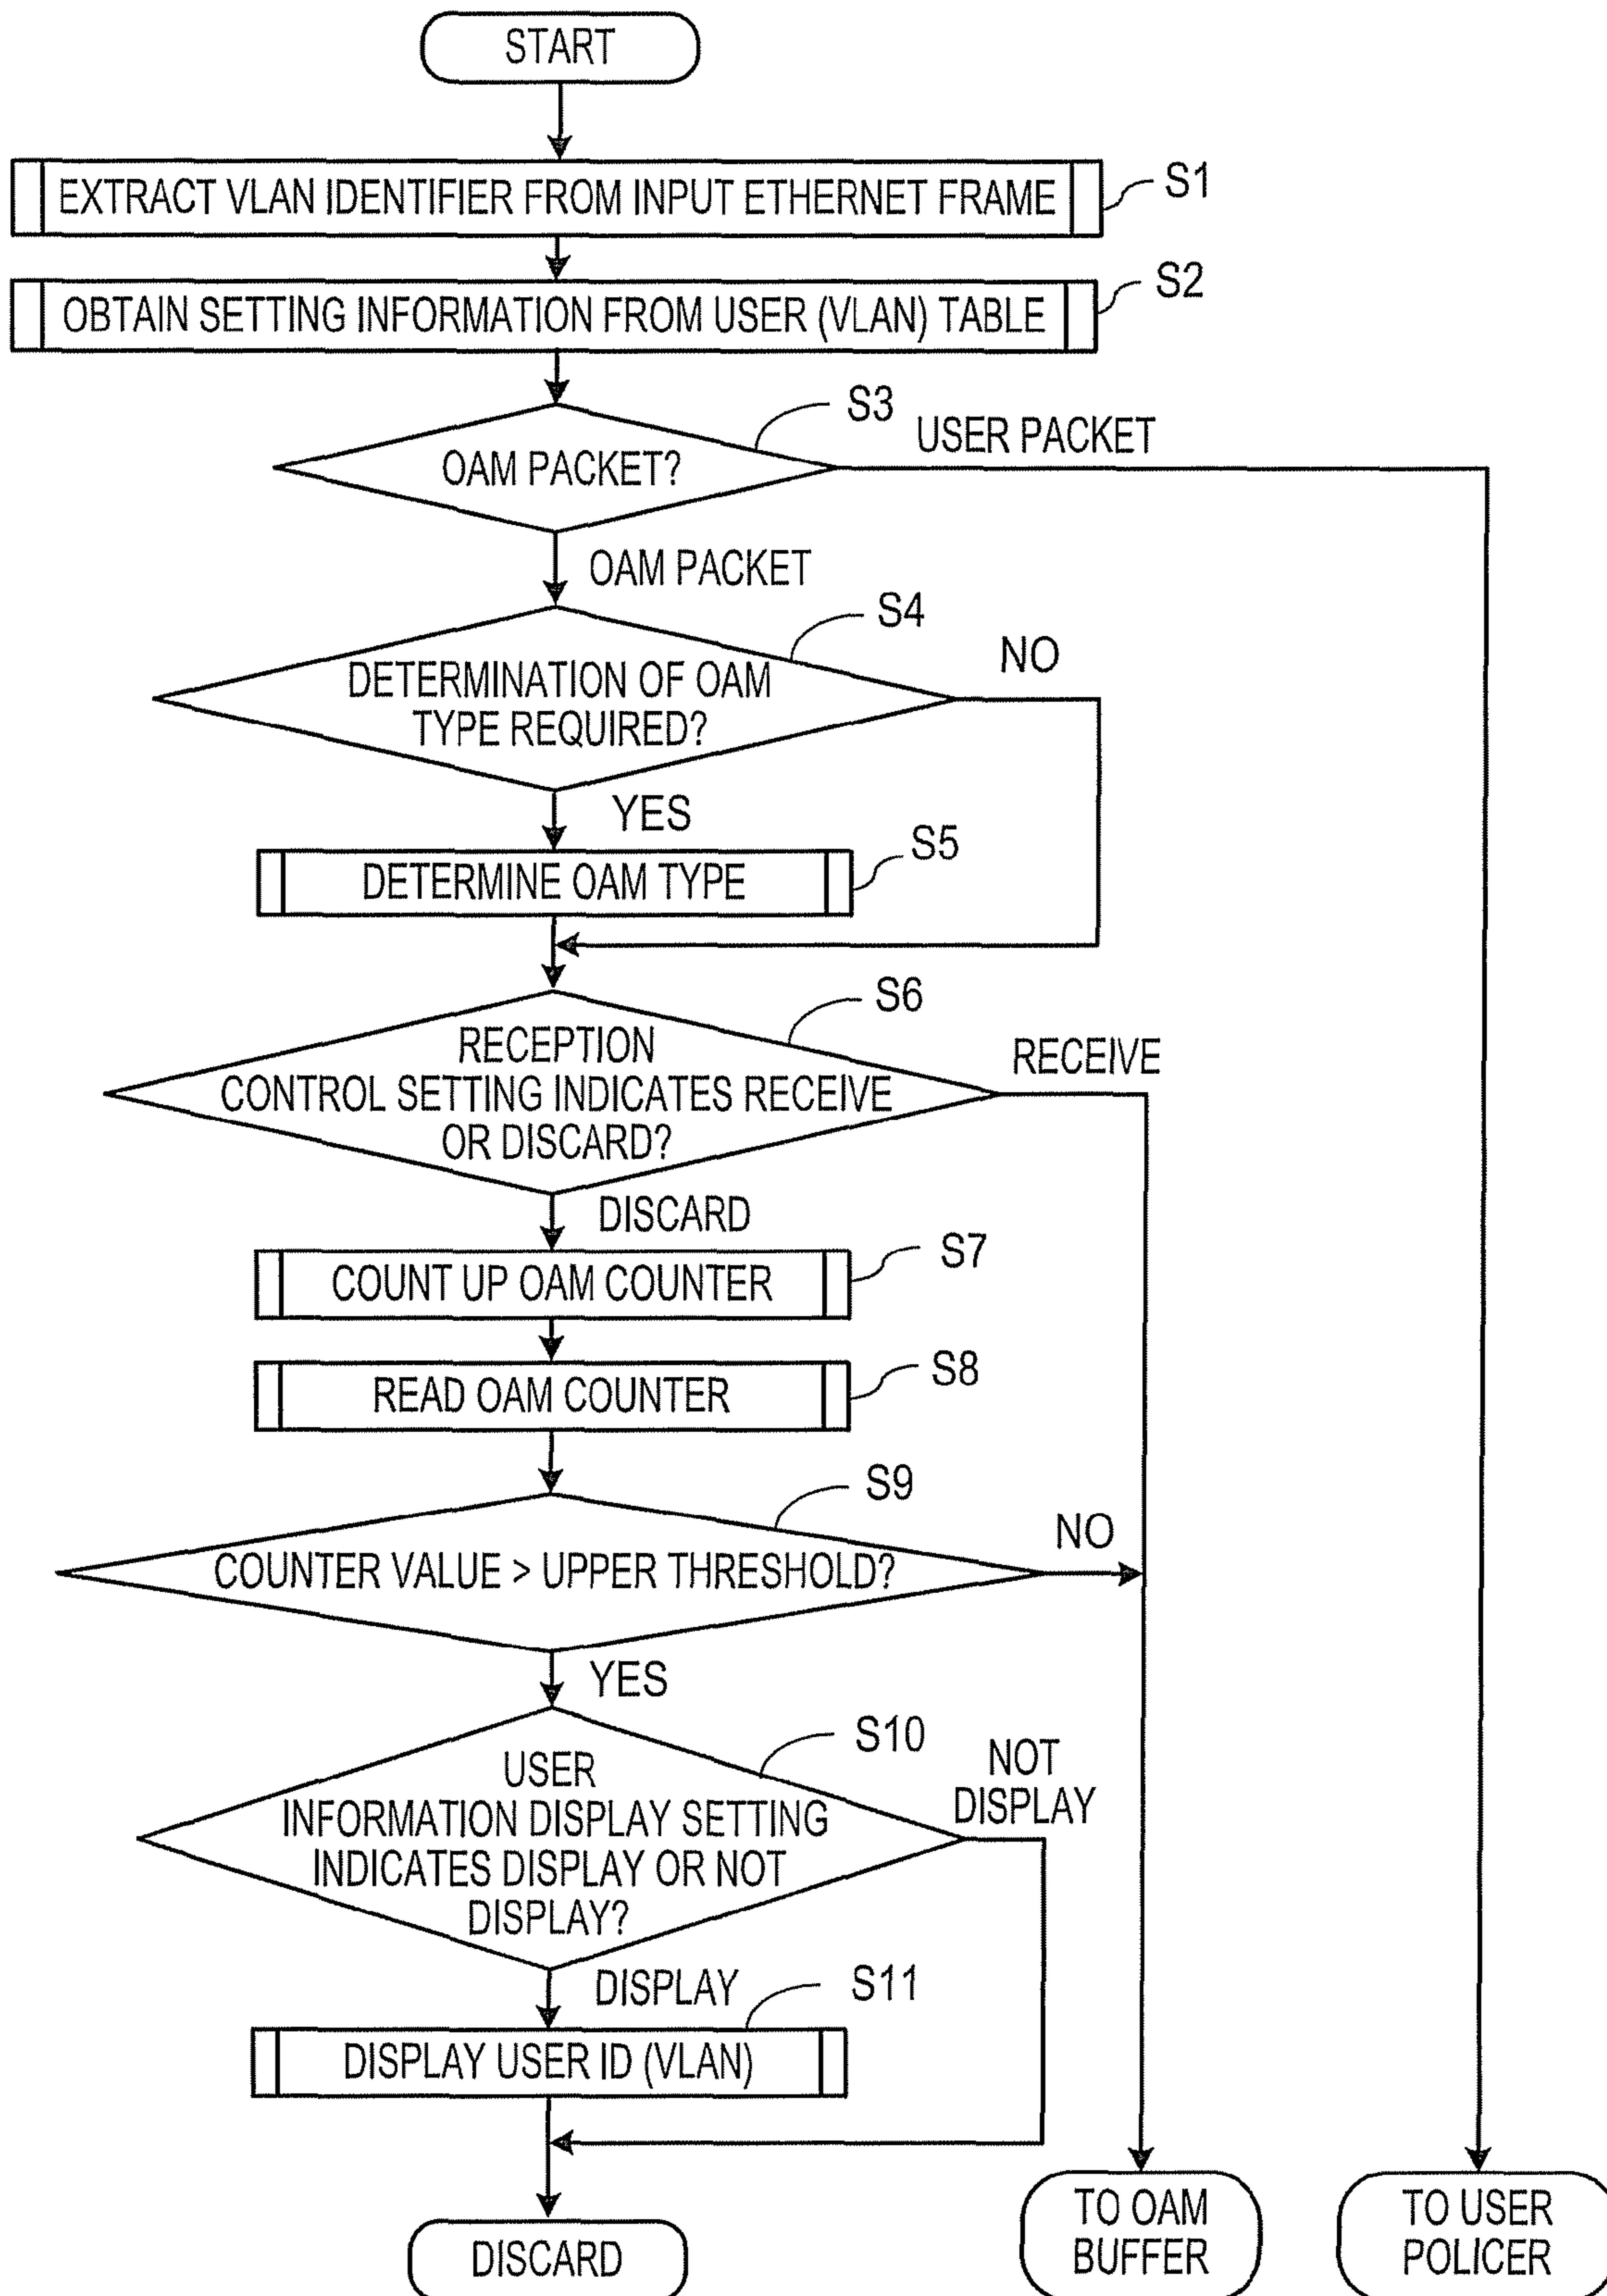 START
EXTRACT VLAN IDENTIFIER FROM INPUT ETHERNET FRAME
S1
OBTAIN SETTING INFORMATION FROM USER (VLAN) TABLE
S2
S3
USER PACKET
OAM PACKET?
OAM PACKET
S4
NO
DETERMINATION OF OAM
TYPE REQUIRED?
YES
S5
DETERMINE OAM TYPE
S6
RECEPTION
CONTROL SETTING INDICATES RECEIVE
OR DISCARD?
RECEIVE
DISCARD
S7
COUNT UP OAM COUNTER
S8
READ OAM COUNTER
S9
NO
COUNTER VALUE > UPPER THRESHOLD?
YES
S10
NOT
DISPLAY
USER
INFORMATION DISPLAY SETTING
INDICATES DISPLAY OR NOT
DISPLAY?
DISPLAY
S11
DISPLAY USER ID (VLAN)
DISCARD
TO OAM
BUFFER
TO USER
POLICER